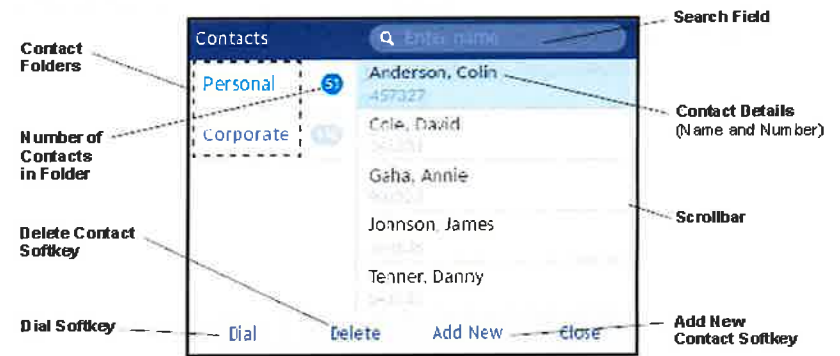 Search Field
Contacts
Enter name
Contact
Folders
Personal
Anderson, Colin
457327
Contact Details
(Name and Number)
Corporate
Cole, David
Number of
Contacts
in Folder
Gaha, Annie
Scrollbar
Johnson, James
Delete Contact
Softkey
Tenner, Danny
Dial Softkey
Dial
Delete
Add New
Close
Add New
Contact Softkey